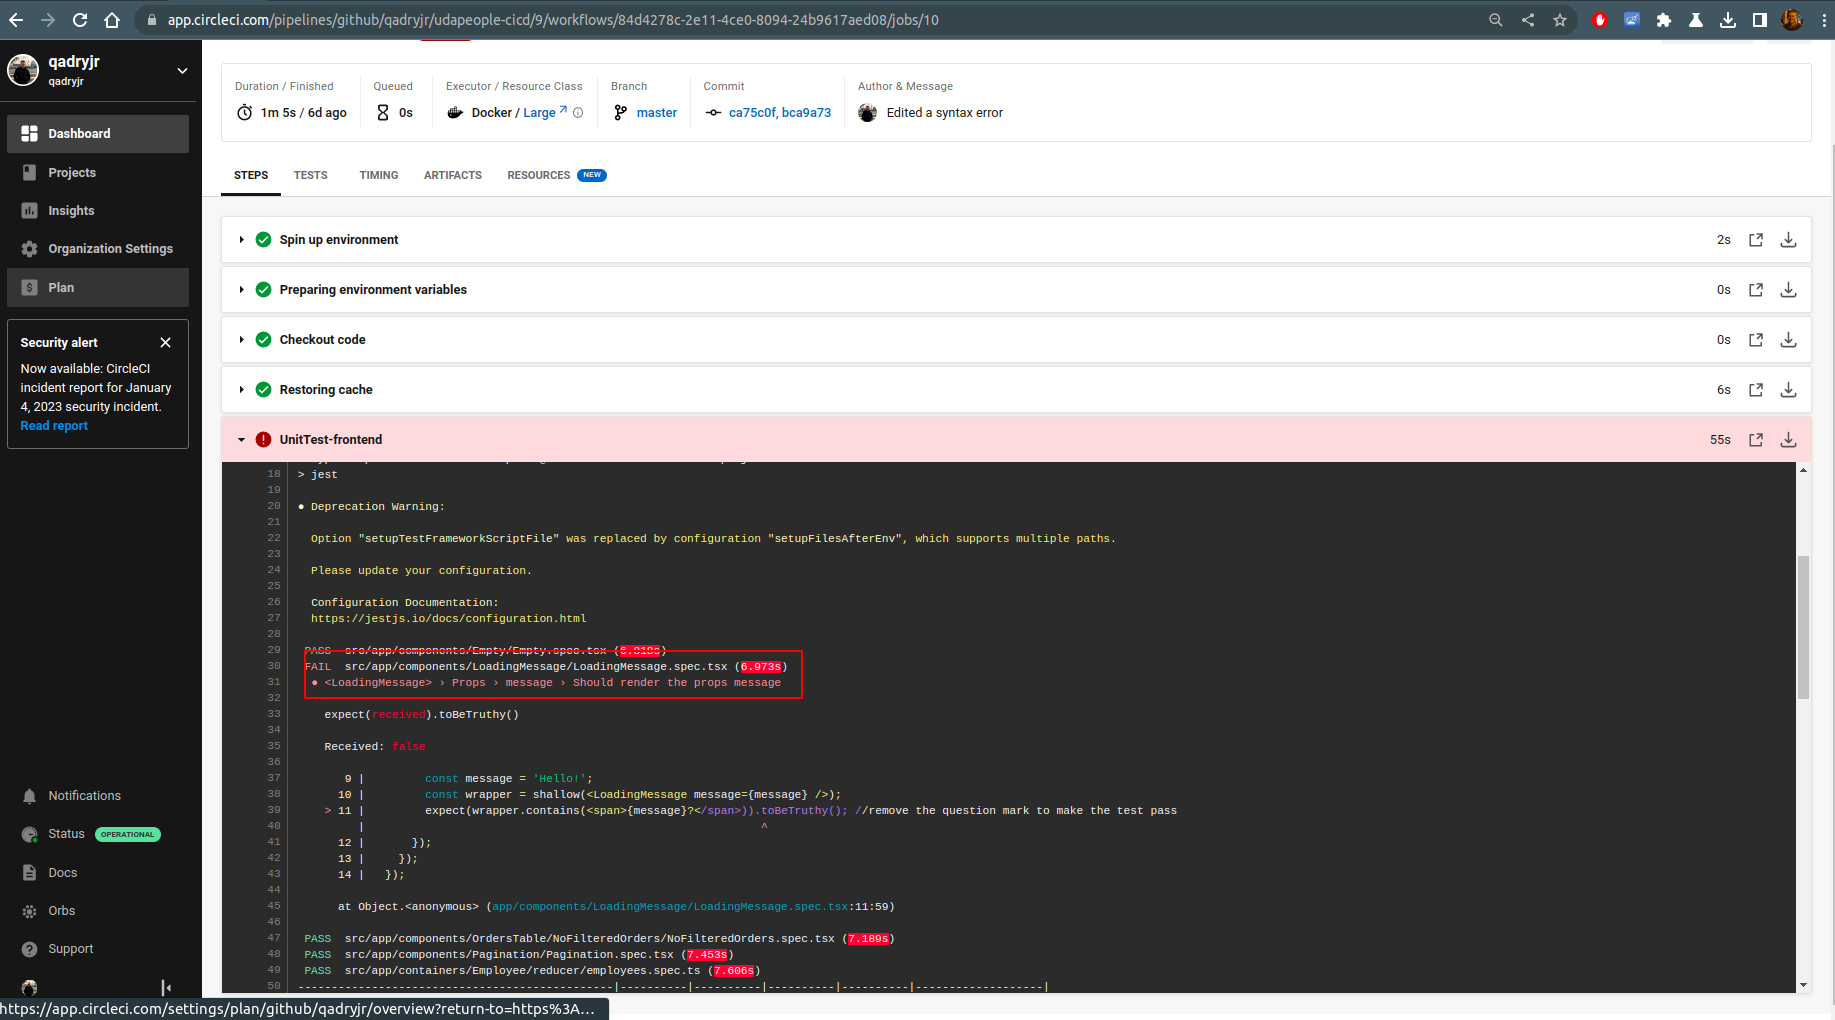 app.circleci.com/pipelines/github/qadryjr/udapeople-cicd/9/workflows/84d4278c-2e11-4ce0-8094-24b9617aed08/jobs/10
qadryjr
qadryjr
Dashboard
Projects
Insights
Organization Settings
Plan
Security alert
Now available: CircleCI
incident report for January
4, 2023 security incident.
Read report
Notifications
Status OPERATIONAL
Docs
Orbs
Support
Duration / Finished
1m 5s / 6d ago
Queued
0s
Executor / Resource Class
Docker / Large
Branch
master
Commit
ca75c0f, bca9a73
Author & Message
Edited a syntax error
STEPS TESTS TIMING ARTIFACTS RESOURCES NEW
Spin up environment 2s
Preparing environment variables 0s
Checkout code 0s
Restoring cache 6s
UnitTest-frontend 55s
18 > jest
19
20 ● Deprecation Warning:
21
22 Option "setupTestFrameworkScriptFile" was replaced by configuration "setupFilesAfterEnv", which supports multiple paths.
23
24 Please update your configuration.
25
26 Configuration Documentation:
27 https://jestjs.io/docs/configuration.html
28
29 PASS src/app/components/Empty/Empty.spec.tsx (6.818s)
30 FAIL src/app/components/LoadingMessage/LoadingMessage.spec.tsx (6.973s)
31 ● <LoadingMessage> › Props › message › Should render the props message
32
33 expect(received).toBeTruthy()
34
35 Received: false
36
37 9 | const message = 'Hello!';
38 10 | const wrapper = shallow(<LoadingMessage message={message} />);
39 > 11 | expect(wrapper.contains(<span>{message}?</span>)).toBeTruthy(); //remove the question mark to make the test pass
40 | ^
41 12 | });
42 13 | });
43 14 | });
44
45 at Object.<anonymous> (app/components/LoadingMessage/LoadingMessage.spec.tsx:11:59)
46
47 PASS src/app/components/OrdersTable/NoFilteredOrders/NoFilteredOrders.spec.tsx (7.189s)
48 PASS src/app/components/Pagination/Pagination.spec.tsx (7.453s)
49 PASS src/app/containers/Employee/reducer/employees.spec.ts (7.606s)
50 -----------------------------------------------|----------|----------|----------|----------|-------------------|
https://app.circleci.com/settings/plan/github/qadryjr/overview?return-to=https%3A...